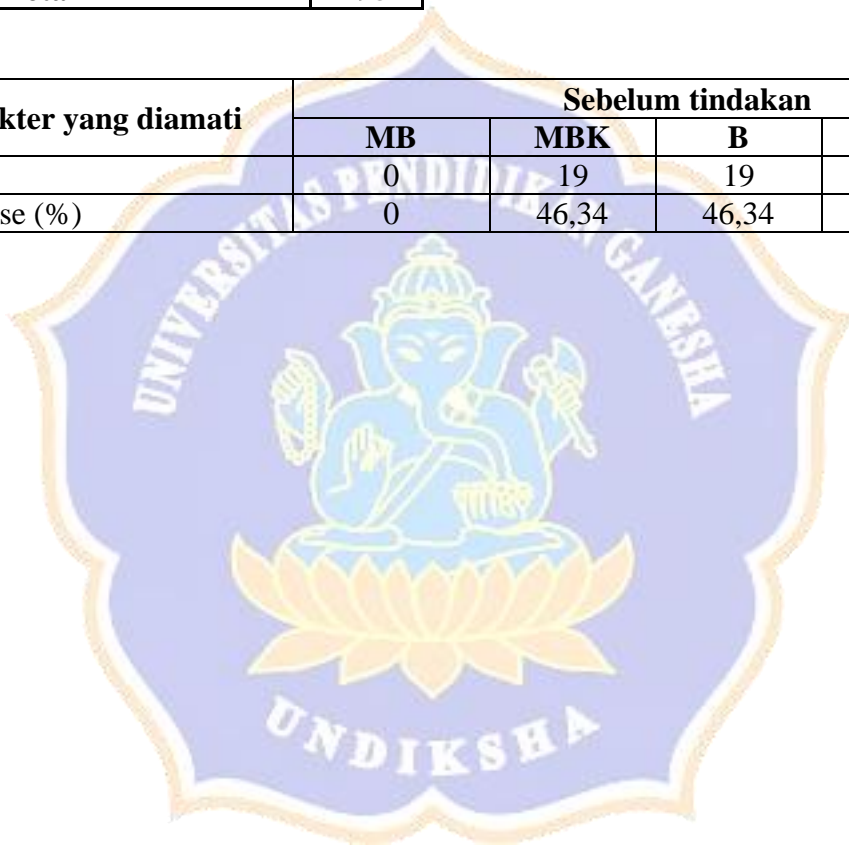 kter yang diamati
Sebelum tindakan
MB MBK B
0 19 19
se (%) 0 46,34 46,34
UNIVERSITAS PENDIDIKAN GANESHA
UNDIKSHA